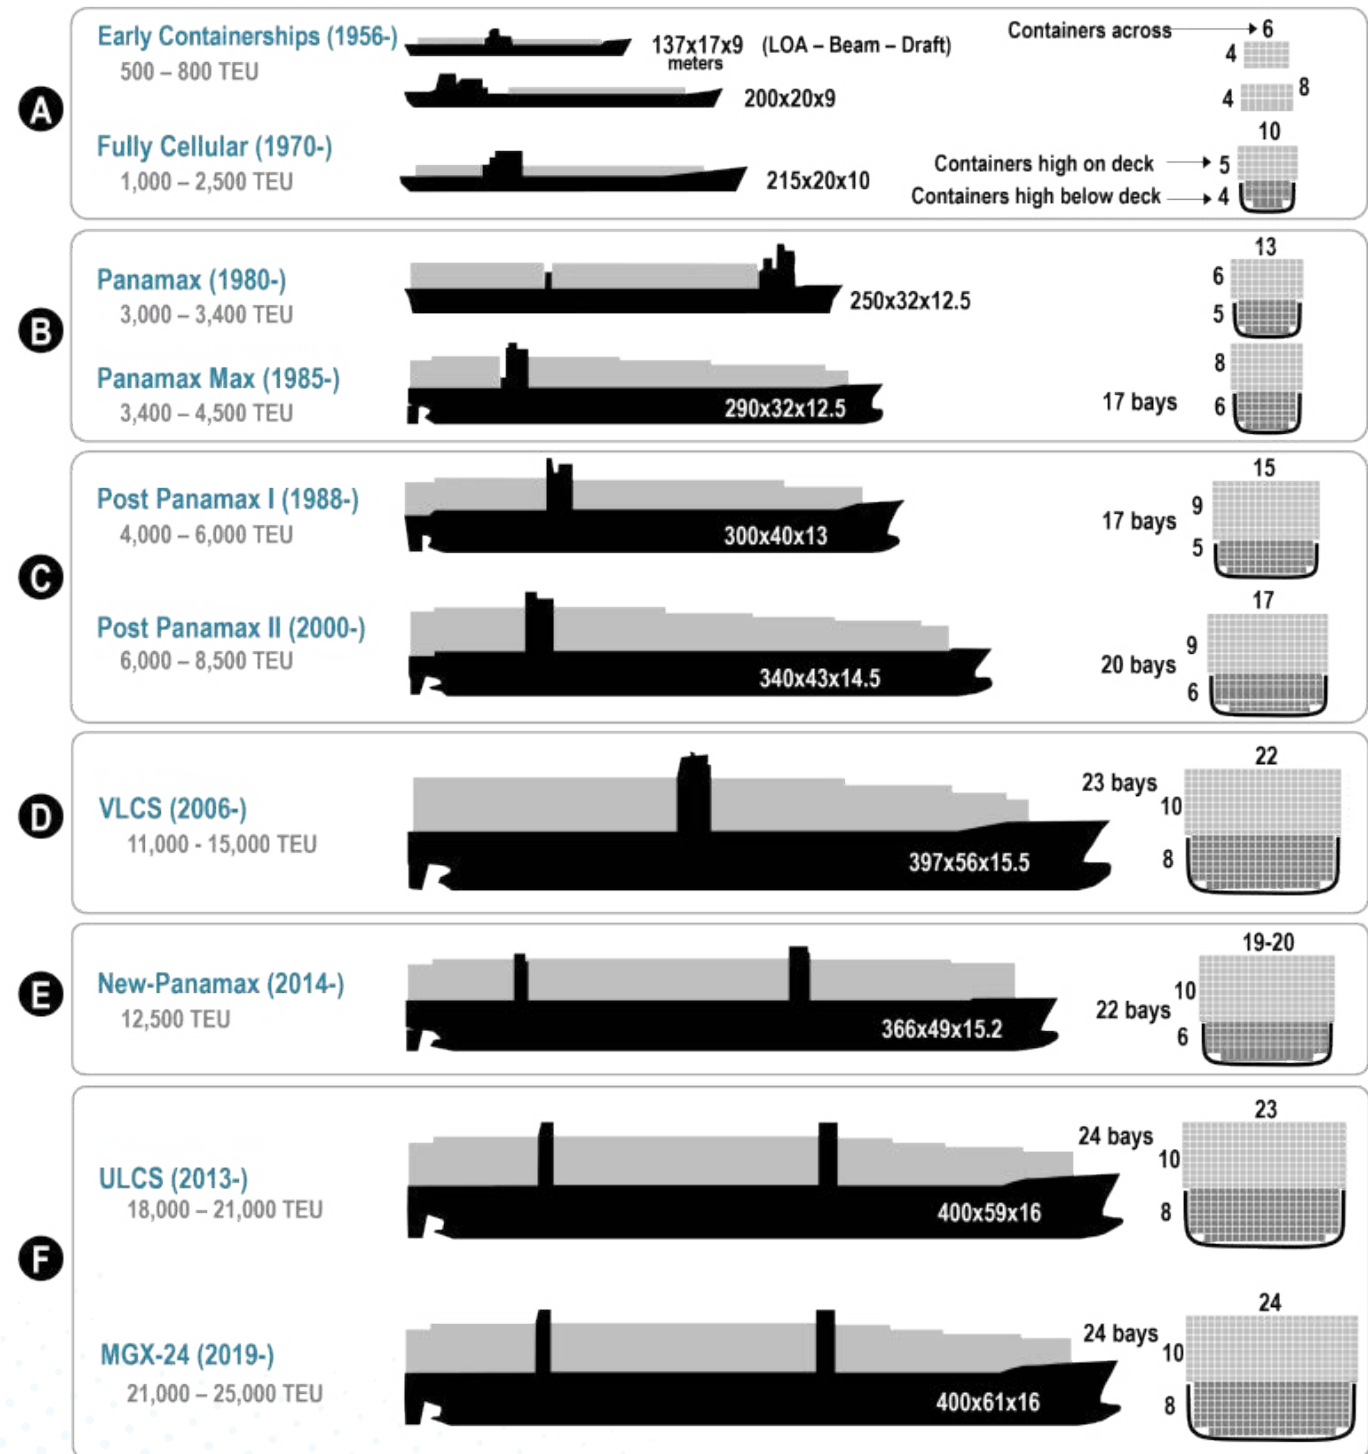 A
Early Containerships (1956-)
500 – 800 TEU
137x17x9 (LOA – Beam – Draft)
meters
Containers across
6
4
200x20x9
4
8
Fully Cellular (1970-)
1,000 – 2,500 TEU
215x20x10
10
Containers high on deck
5
Containers high below deck
4
B
Panamax (1980-)
3,000 – 3,400 TEU
250x32x12.5
13
6
5
Panamax Max (1985-)
3,400 – 4,500 TEU
290x32x12.5
17 bays
8
6
C
Post Panamax I (1988-)
4,000 – 6,000 TEU
300x40x13
17 bays
15
9
5
Post Panamax II (2000-)
6,000 – 8,500 TEU
340x43x14.5
20 bays
17
9
6
D
VLCS (2006-)
11,000 - 15,000 TEU
397x56x15.5
23 bays
22
10
8
E
New-Panamax (2014-)
12,500 TEU
366x49x15.2
22 bays
19-20
10
6
F
ULCS (2013-)
18,000 – 21,000 TEU
400x59x16
24 bays
23
10
8
MGX-24 (2019-)
21,000 – 25,000 TEU
400x61x16
24 bays
24
10
8